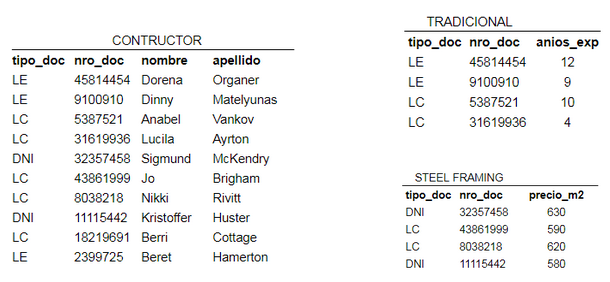 CONTRUCTOR
tipo_doc nro_doc nombre apellido
LE 45814454 Dorena Organer
LE 9100910 Dinny Matelyunas
LC 5387521 Anabel Vankov
LC 31619936 Lucila Ayrton
DNI 32357458 Sigmund McKendry
LC 43861999 Jo Brigham
LC 8038218 Nikki Rivitt
DNI 11115442 Kristoffer Huster
LC 18219691 Berri Cottage
LE 2399725 Beret Hamerton
TRADICIONAL
tipo_doc nro_doc anios_exp
LE 45814454 12
LE 9100910 9
LC 5387521 10
LC 31619936 4
STEEL FRAMING
tipo_doc nro_doc precio_m2
DNI 32357458 630
LC 43861999 590
LC 8038218 620
DNI 11115442 580